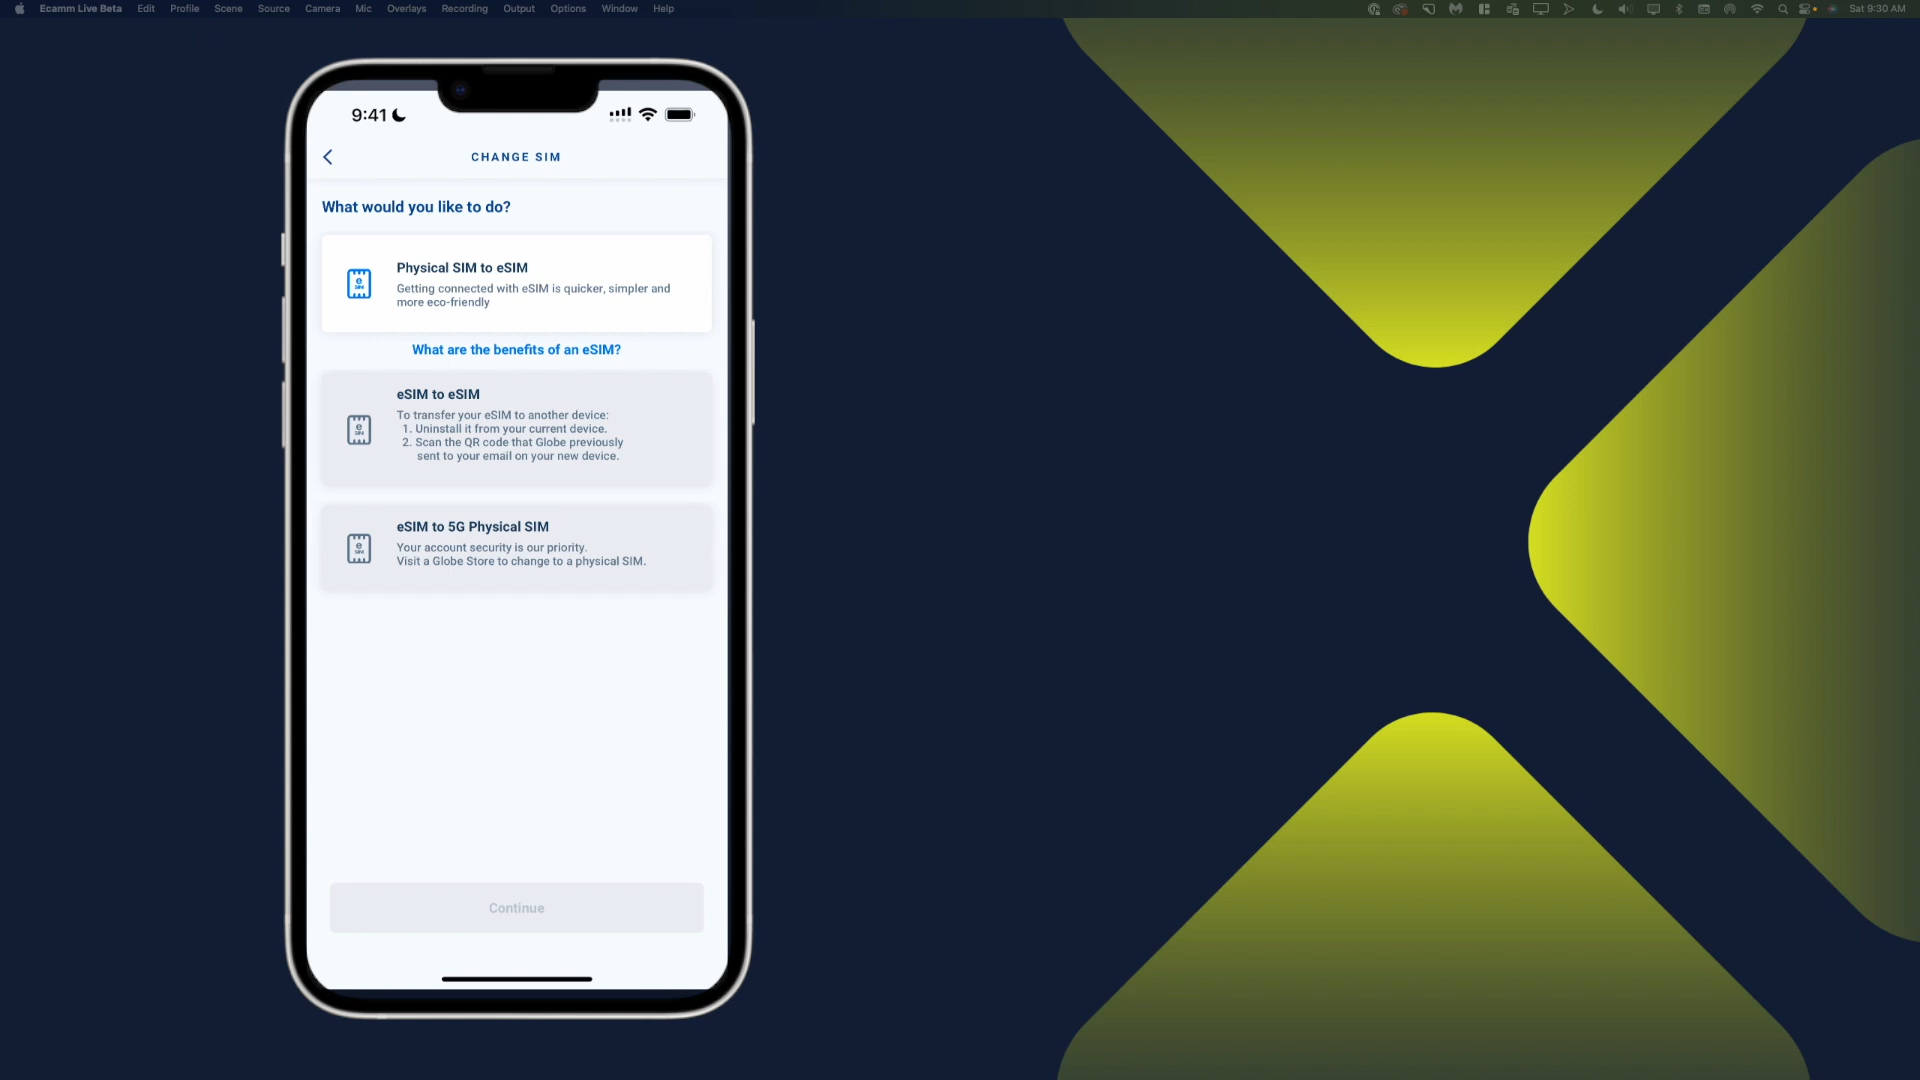 Ecamm Live Beta Edit Profile Scene Source Camera Mic Overlays Recording Output Options Window Help Sat 9:30 AM
9:41
CHANGE SIM
What would you like to do?
Physical SIM to eSIM
Getting connected with eSIM is quicker, simpler and
more eco-friendly
What are the benefits of an eSIM?
eSIM to eSIM
To transfer your eSIM to another device:
1. Uninstall it from your current device.
2. Scan the QR code that Globe previously
sent to your email on your new device.
eSIM to 5G Physical SIM
Your account security is our priority.
Visit a Globe Store to change to a physical SIM.
Continue